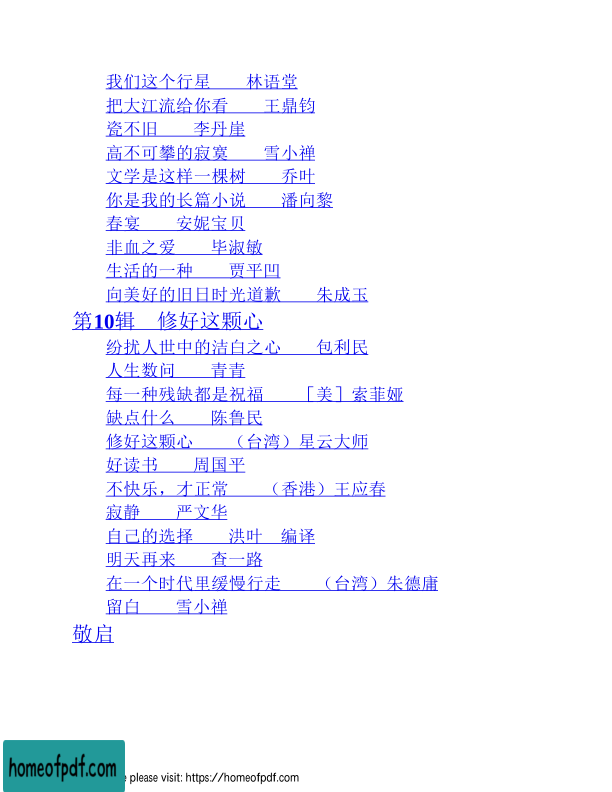 我们这个行星　　林语堂
把大江流给你看　　王鼎钧
瓷不旧　　李丹崖
高不可攀的寂寞　　雪小禅
文学是这样一棵树　　乔叶
你是我的长篇小说　　潘向黎
春宴　　安妮宝贝
非血之爱　　毕淑敏
生活的一种　　贾平凹
向美好的旧日时光道歉　　朱成玉
第10辑　修好这颗心
纷扰人世中的洁白之心　　包利民
人生数问　　青青
每一种残缺都是祝福　　［美］索菲娅
缺点什么　　陈鲁民
修好这颗心　　（台湾）星云大师
好读书　　周国平
不快乐，才正常　　（香港）王应春
寂静　　严文华
自己的选择　　洪叶　编译
明天再来　　查一路
在一个时代里缓慢行走　　（台湾）朱德庸
留白　　雪小禅
敬启
homeofpdf.com
please visit: https://homeofpdf.com